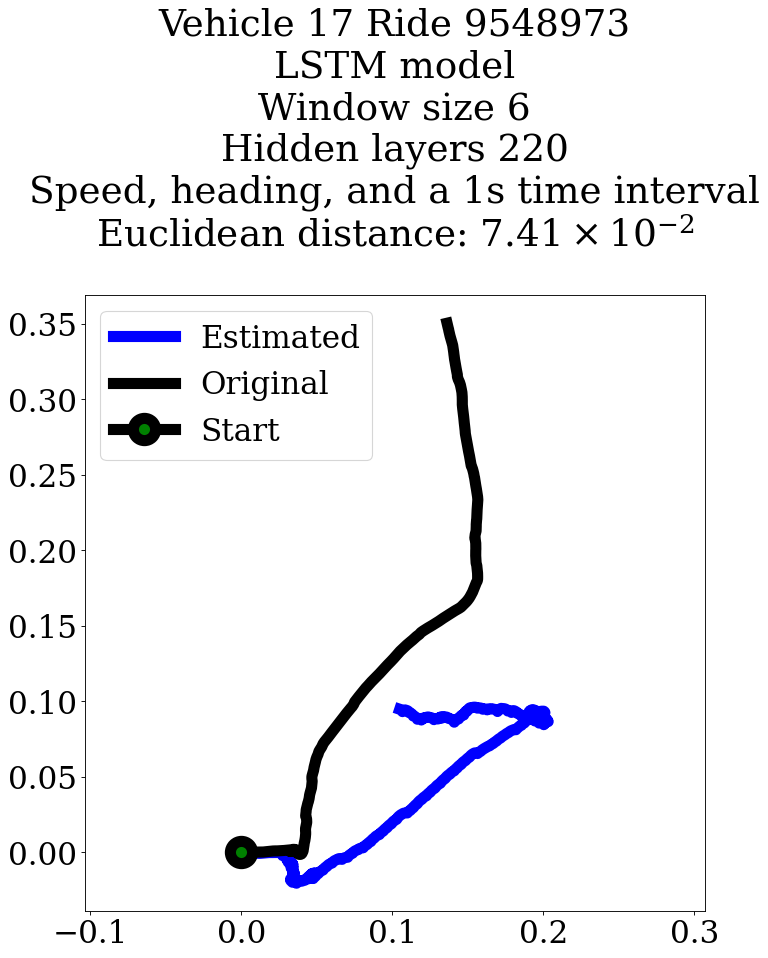 Vehicle 17 Ride 9548973
LSTM model
Window size 6
Hidden layers 220
Speed, heading, and a 1s time interval
Euclidean distance: 7.41 × 10⁻²
Estimated
Original
Start
0.35
0.30
0.25
0.20
0.15
0.10
0.05
0.00
−0.1 0.0 0.1 0.2 0.3